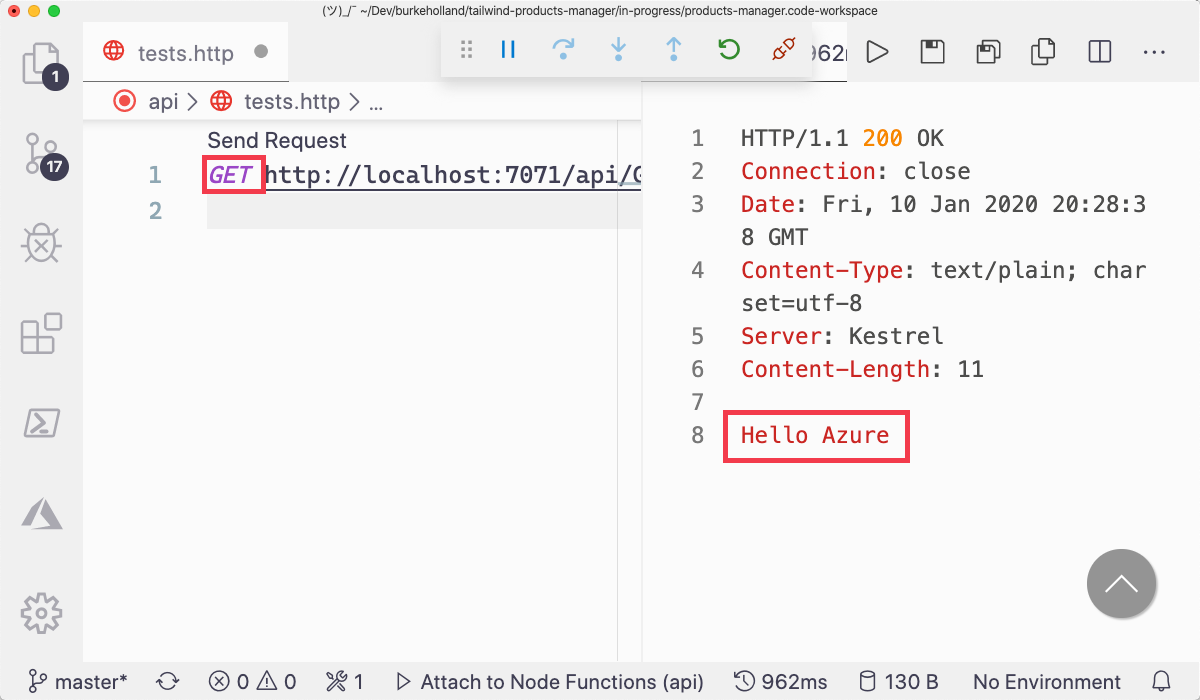 (ツ)_/¯ ~/Dev/burkeholland/tailwind-products-manager/in-progress/products-manager.code-workspace
tests.http
962
1
17
api > tests.http > ...
Send Request
1 GET http://localhost:7071/api/G
2
1 HTTP/1.1 200 OK
2 Connection: close
3 Date: Fri, 10 Jan 2020 20:28:3
8 GMT
4 Content-Type: text/plain; char
set=utf-8
5 Server: Kestrel
6 Content-Length: 11
7
8 Hello Azure
master* 0 0 1 Attach to Node Functions (api) 962ms 130 B No Environment